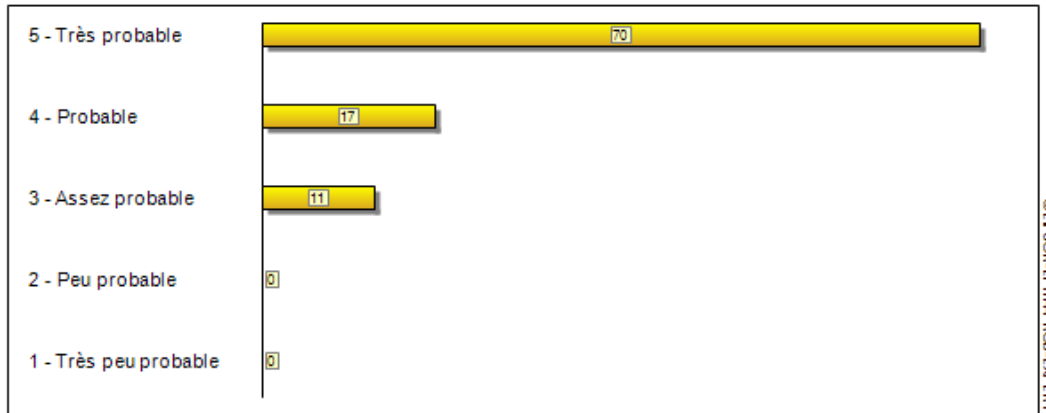 5 - Très probable
70
4 - Probable
17
3 - Assez probable
11
2 - Peu probable
0
1 - Très peu probable
0